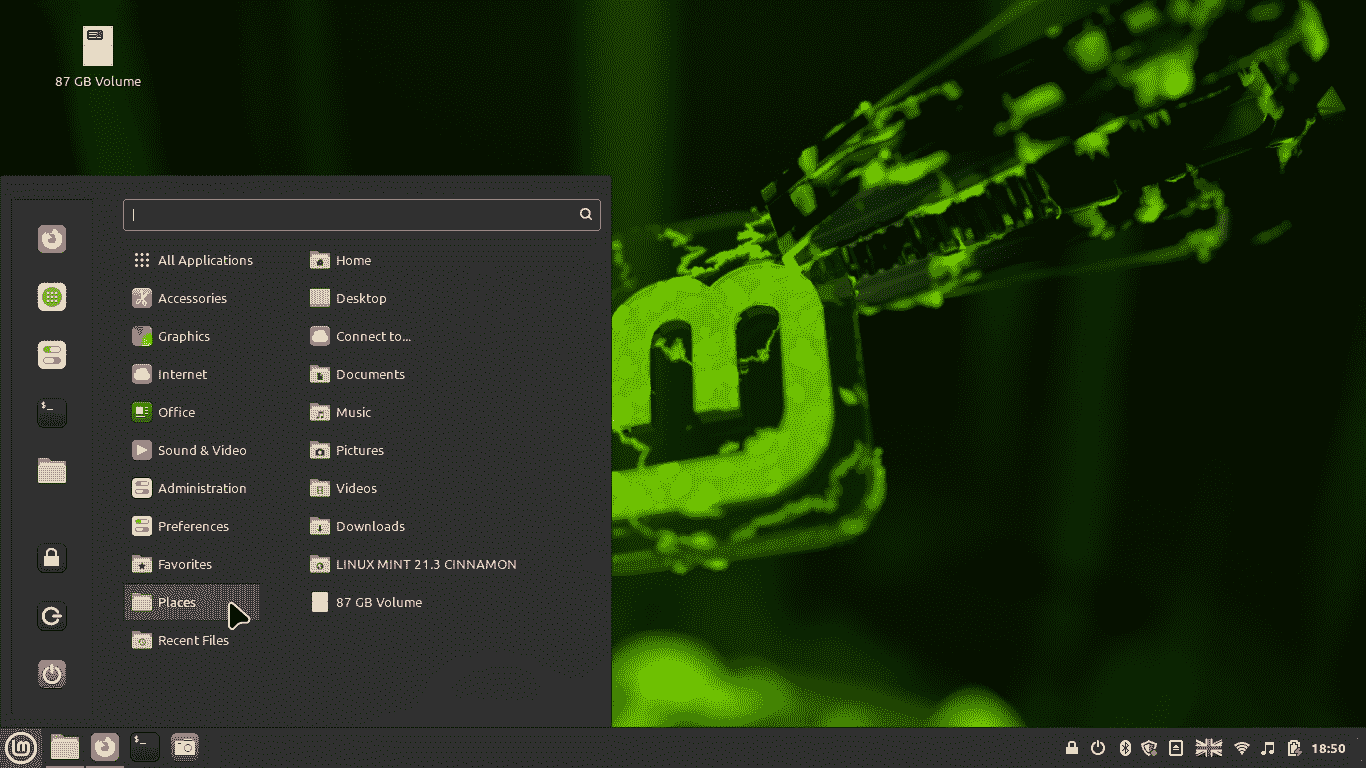 87 GB Volume
All Applications
Accessories
Graphics
Internet
Office
Sound & Video
Administration
Preferences
Favorites
Places
Recent Files
Home
Desktop
Connect to...
Documents
Music
Pictures
Videos
Downloads
LINUX MINT 21.3 CINNAMON
87 GB Volume
18:50